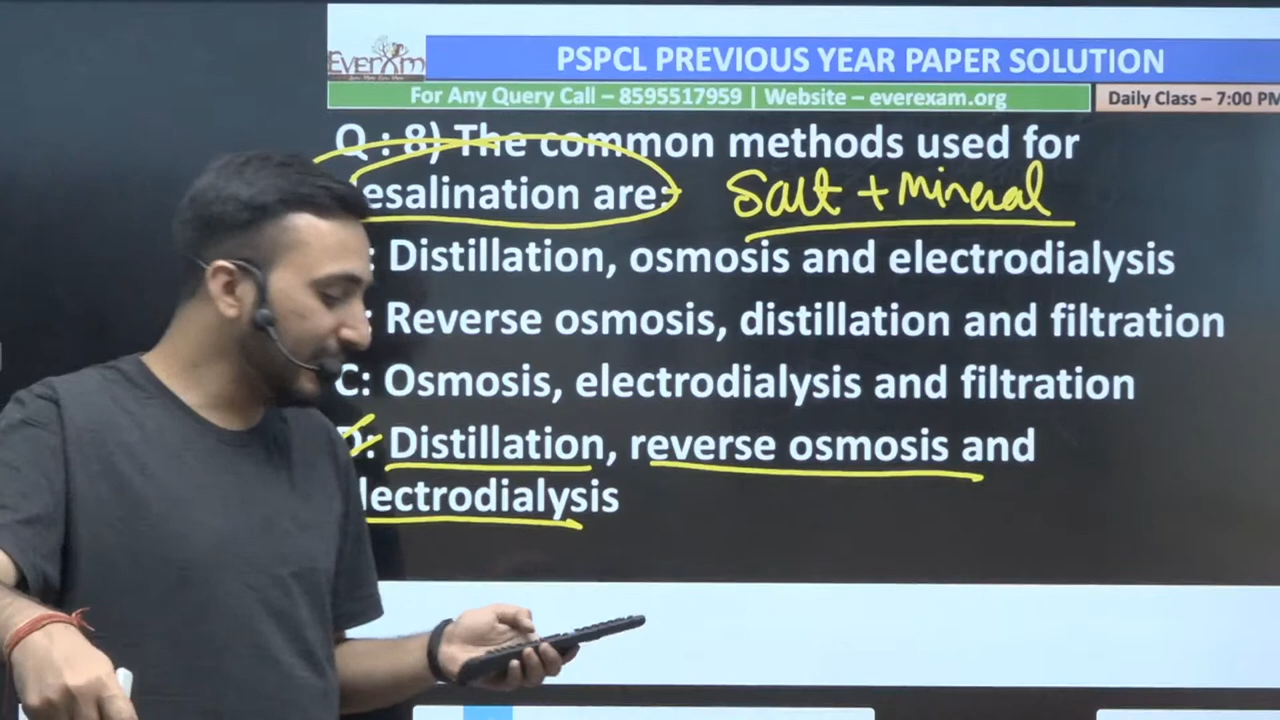 EverExam
PSPCL PREVIOUS YEAR PAPER SOLUTION
For Any Query Call – 8595517959 | Website – everexam.org
Daily Class – 7:00 PM
Q : 8) The common methods used for
esalination are: Salt + Mineral
: Distillation, osmosis and electrodialysis
: Reverse osmosis, distillation and filtration
C: Osmosis, electrodialysis and filtration
D: Distillation, reverse osmosis and
lectrodialysis